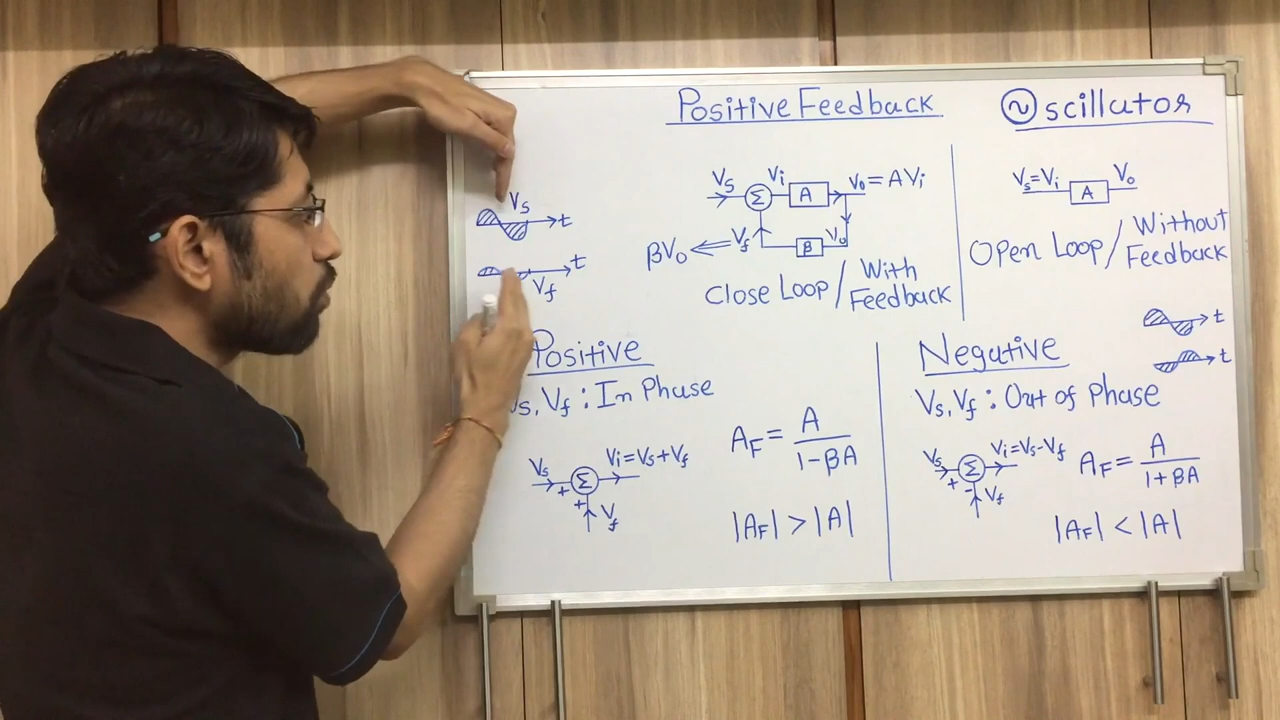 Positive Feedback
Oscillator
Vs
t
t
Vf
Vs
Vi
A
Vo = AVi
Σ
βVo
Vf
B
Vo
Close Loop / With Feedback
Vs=Vi
A
Vo
Open Loop / Without Feedback
t
t
Positive
Vs, Vf : In Phase
Vs
Σ
Vi=Vs+Vf
+
+
Vf
AF = A / 1-βA
|AF| > |A|
Negative
Vs, Vf : Out of Phase
Vs
Σ
Vi=Vs-Vf
+
-
Vf
AF = A / 1+βA
|AF| < |A|